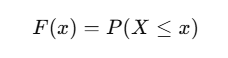 F(x) = P(X ≤ x)